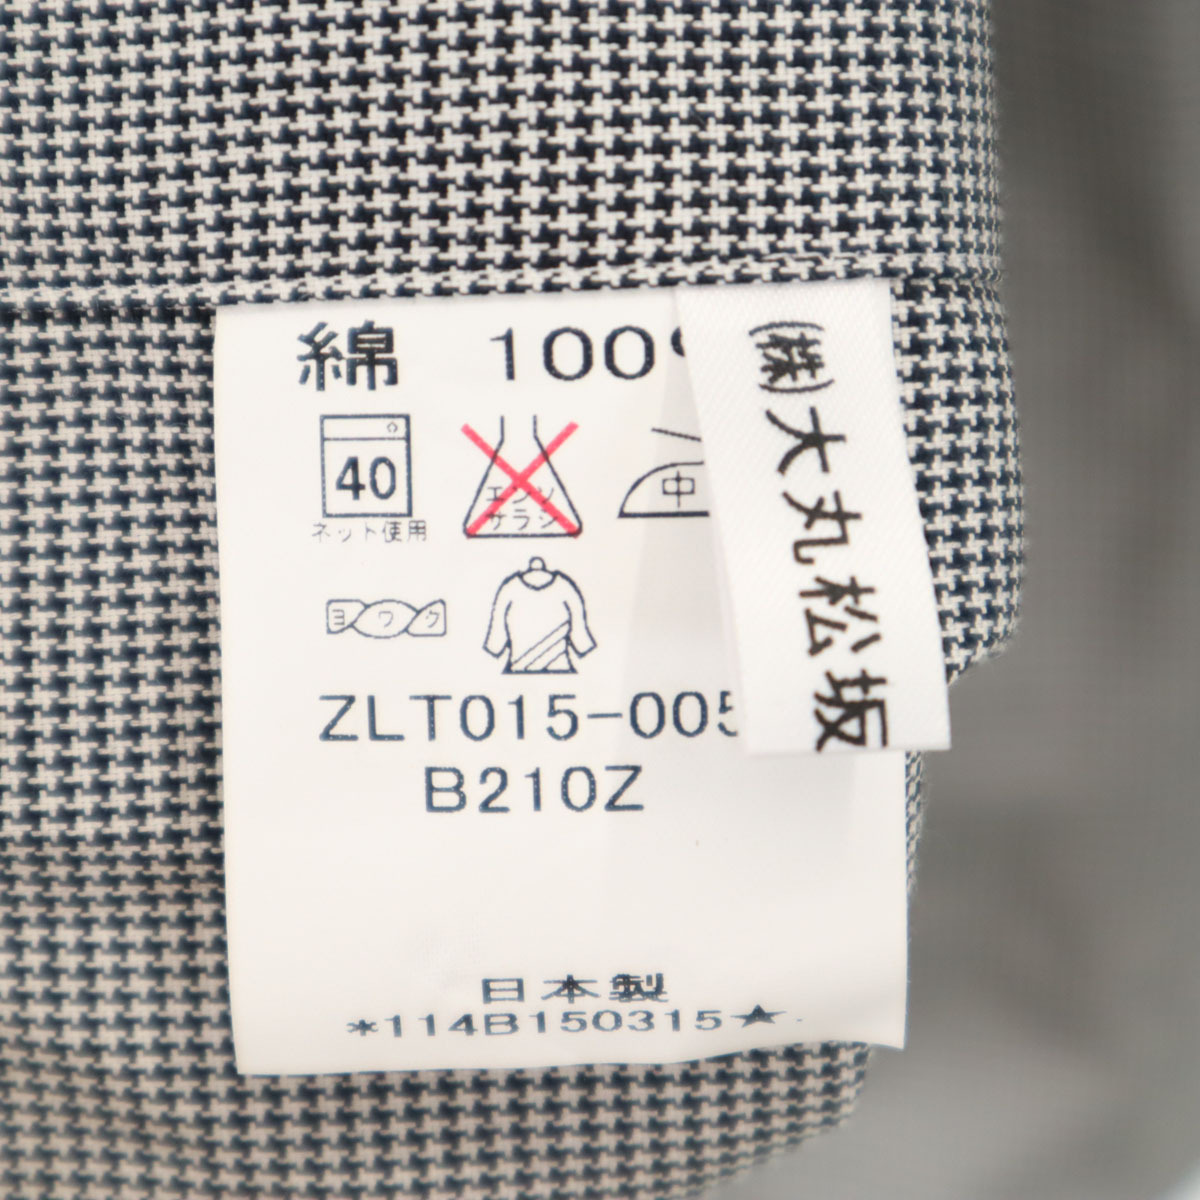 綿 100%
40
ネット使用
エンソ
サラシ
中
ヨワク
ZLT015-005
B210Z
日本製
*114B150315★
(株)大丸松坂